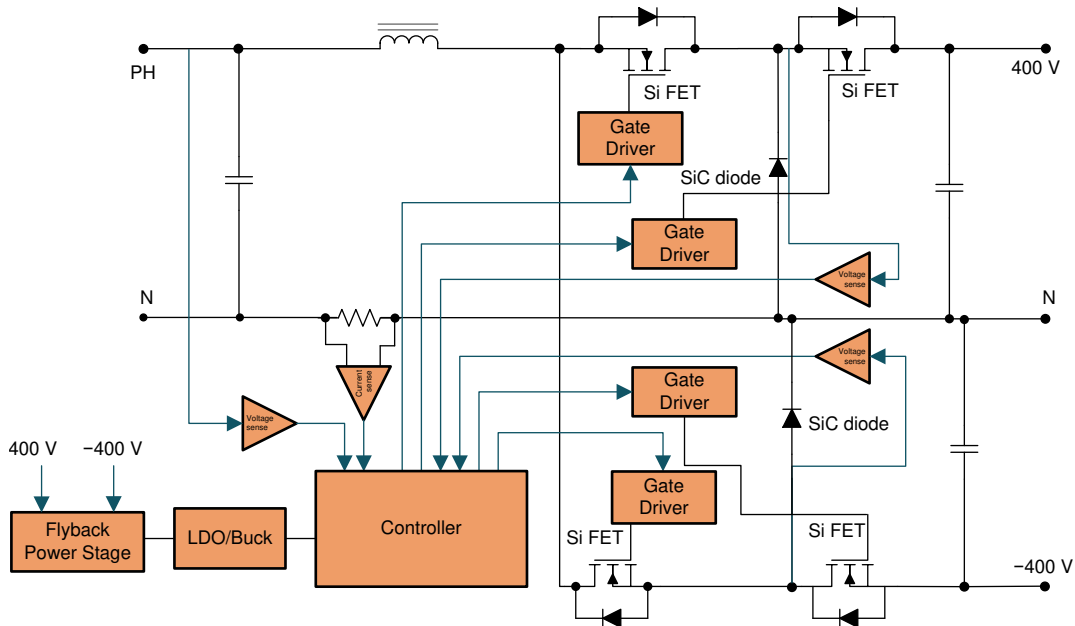 PH
400 V
Si FET
Si FET
Gate
Driver
SiC diode
Gate
Driver
Voltage
sense
N
N
Voltage
sense
Current
sense
Gate
Driver
Voltage
sense
SiC diode
400 V
−400 V
Gate
Driver
Flyback
Power Stage
LDO/Buck
Controller
Si FET
Si FET
−400 V